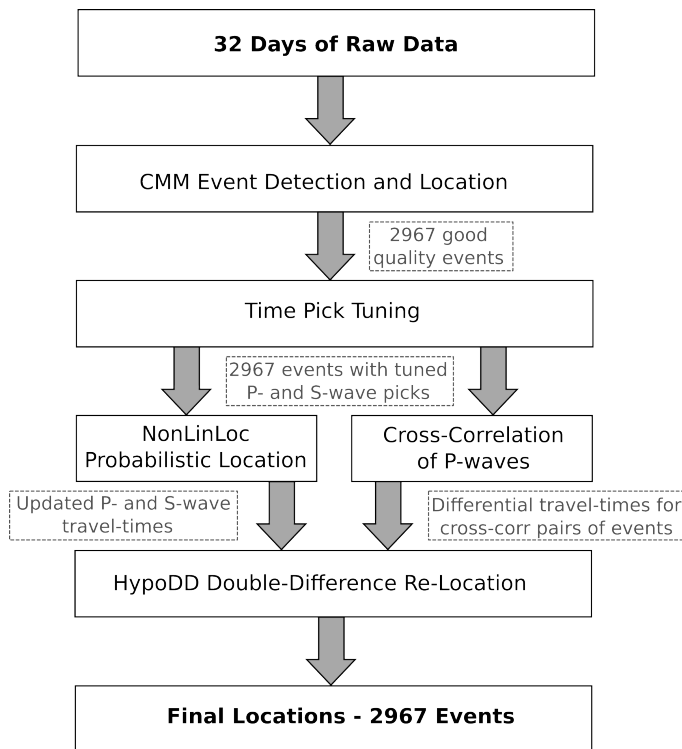 32 Days of Raw Data
CMM Event Detection and Location
2967 good
quality events
Time Pick Tuning
2967 events with tuned
P- and S-wave picks
NonLinLoc
Probabilistic Location
Cross-Correlation
of P-waves
Updated P- and S-wave
travel-times
Differential travel-times for
cross-corr pairs of events
HypoDD Double-Difference Re-Location
Final Locations - 2967 Events